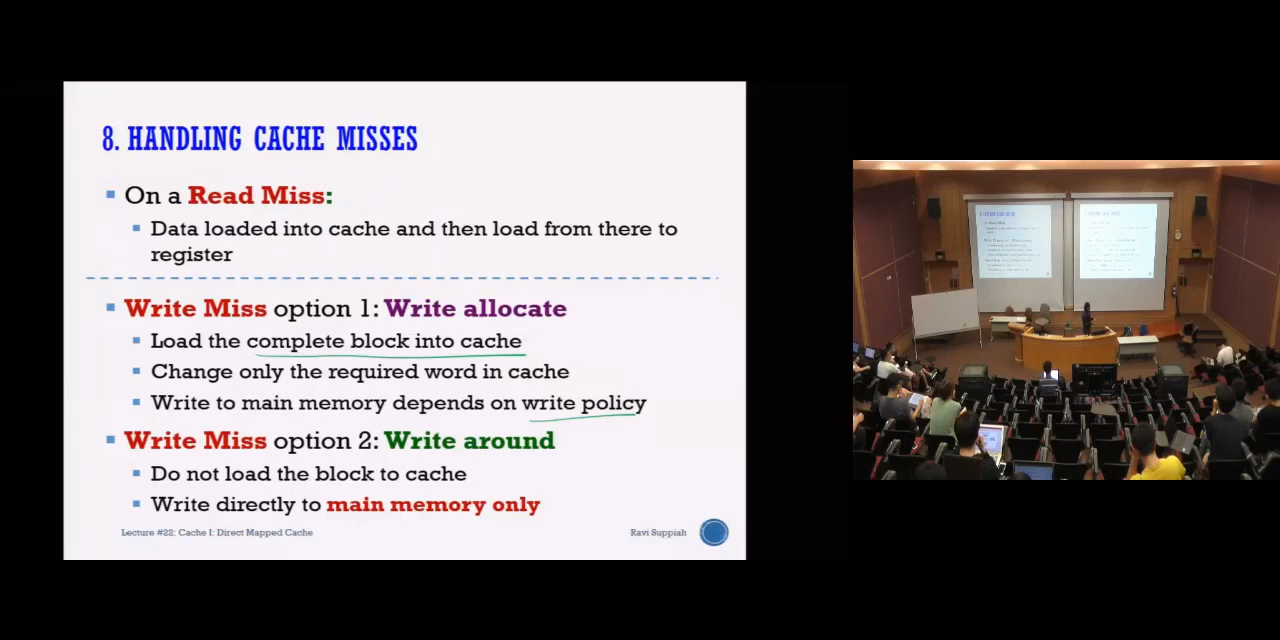 8. HANDLING CACHE MISSES
On a Read Miss:
Data loaded into cache and then load from there to
register
Write Miss option 1: Write allocate
Load the complete block into cache
Change only the required word in cache
Write to main memory depends on write policy
Write Miss option 2: Write around
Do not load the block to cache
Write directly to main memory only
Lecture #22: Cache I: Direct Mapped Cache
Ravi Suppiah